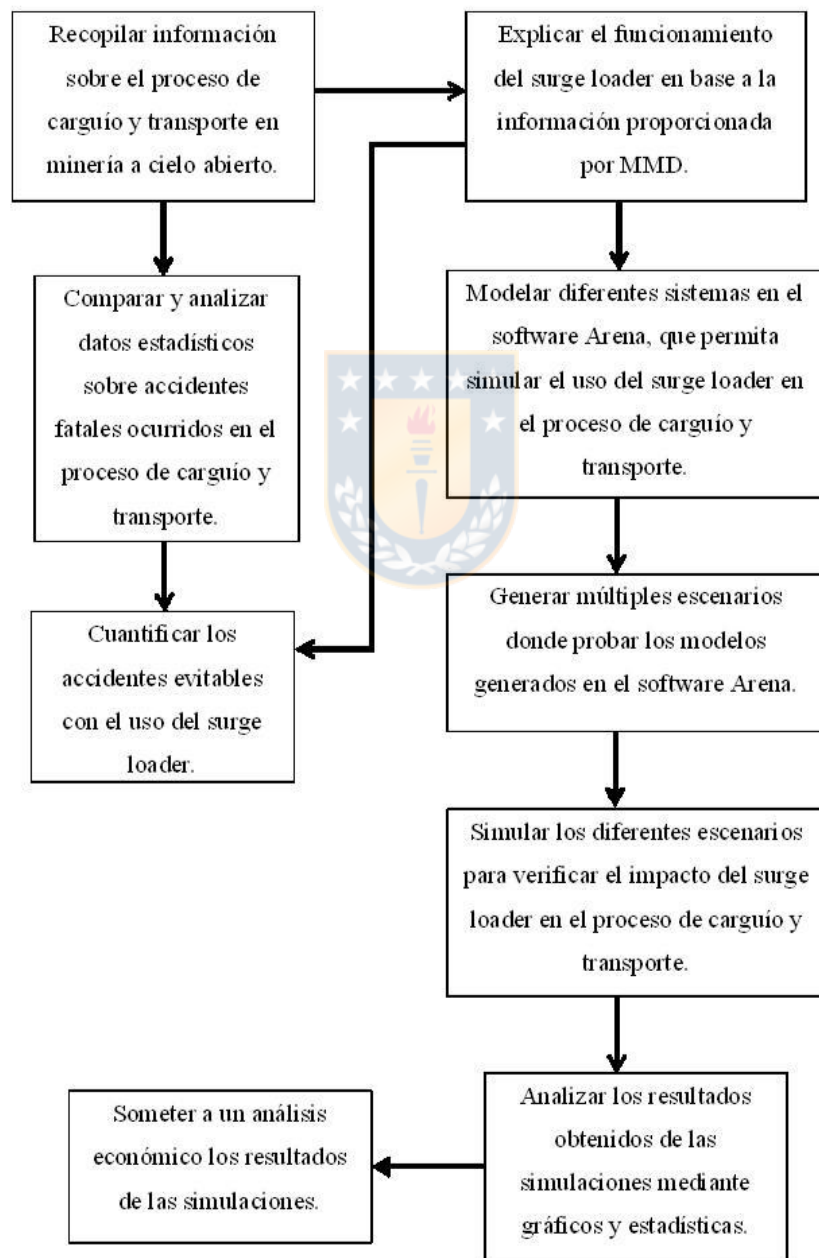 Recopilar información
sobre el proceso de
carguío y transporte en
minería a cielo abierto.
Explicar el funcionamiento
del surge loader en base a la
información proporcionada
por MMD.
Comparar y analizar
datos estadísticos
sobre accidentes
fatales ocurridos en el
proceso de carguío y
transporte.
Modelar diferentes sistemas en el
software Arena, que permita
simular el uso del surge loader en
el proceso de carguío y
transporte.
Cuantificar los
accidentes evitables
con el uso del surge
loader.
Generar múltiples escenarios
donde probar los modelos
generados en el software Arena.
Simular los diferentes escenarios
para verificar el impacto del surge
loader en el proceso de carguío y
transporte.
Analizar los resultados
obtenidos de las
simulaciones mediante
gráficos y estadísticas.
Someter a un análisis
económico los resultados
de las simulaciones.